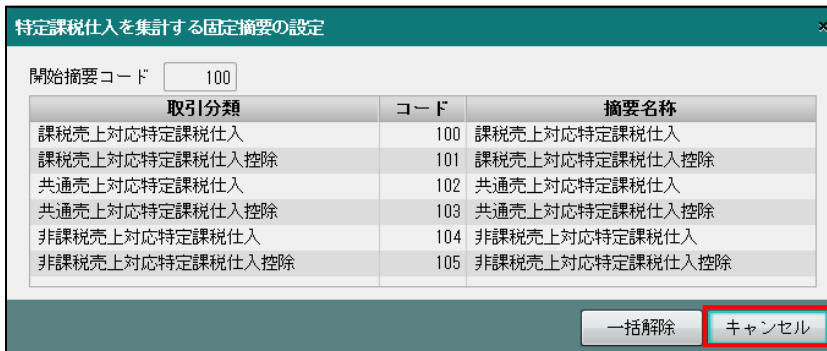 特定課税仕入を集計する固定摘要の設定 ×
開始摘要コード 100
取引分類 コード 摘要名称
課税売上対応特定課税仕入 100 課税売上対応特定課税仕入
課税売上対応特定課税仕入控除 101 課税売上対応特定課税仕入控除
共通売上対応特定課税仕入 102 共通売上対応特定課税仕入
共通売上対応特定課税仕入控除 103 共通売上対応特定課税仕入控除
非課税売上対応特定課税仕入 104 非課税売上対応特定課税仕入
非課税売上対応特定課税仕入控除 105 非課税売上対応特定課税仕入控除
一括解除 キャンセル